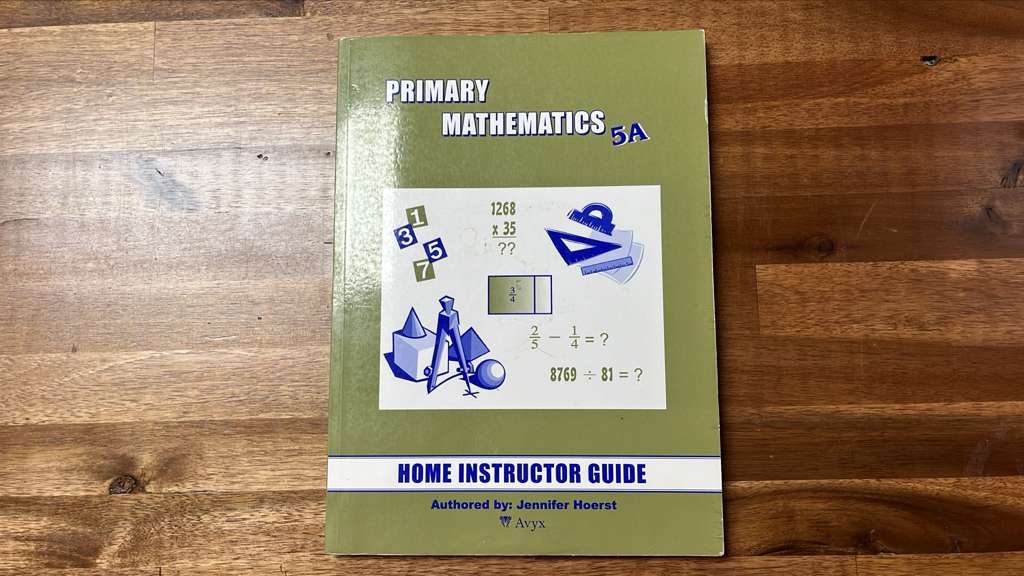 PRIMARY
MATHEMATICS 5A
1
3
5
7
1268
x 35
??
3/4
2/5 − 1/4 = ?
8769 ÷ 81 = ?
HOME INSTRUCTOR GUIDE
Authored by: Jennifer Hoerst
Avyx